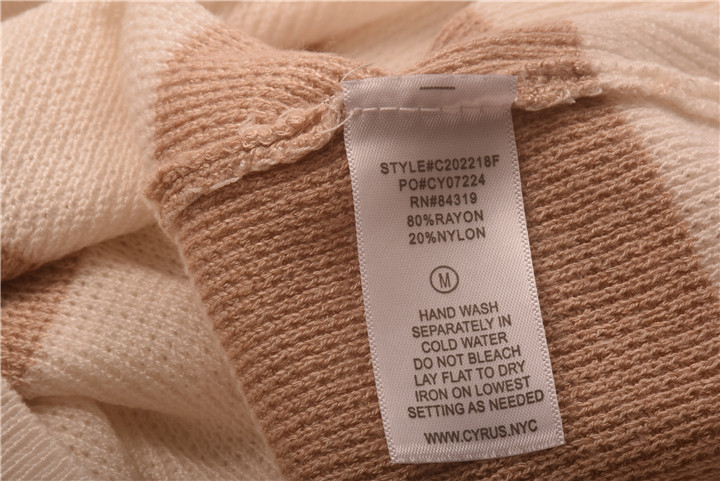 STYLE#C202218F
PO#CY07224
RN#84319
80%RAYON
20%NYLON
M
HAND WASH
SEPARATELY IN
COLD WATER
DO NOT BLEACH
LAY FLAT TO DRY
IRON ON LOWEST
SETTING AS NEEDED
WWW.CYRUS.NYC